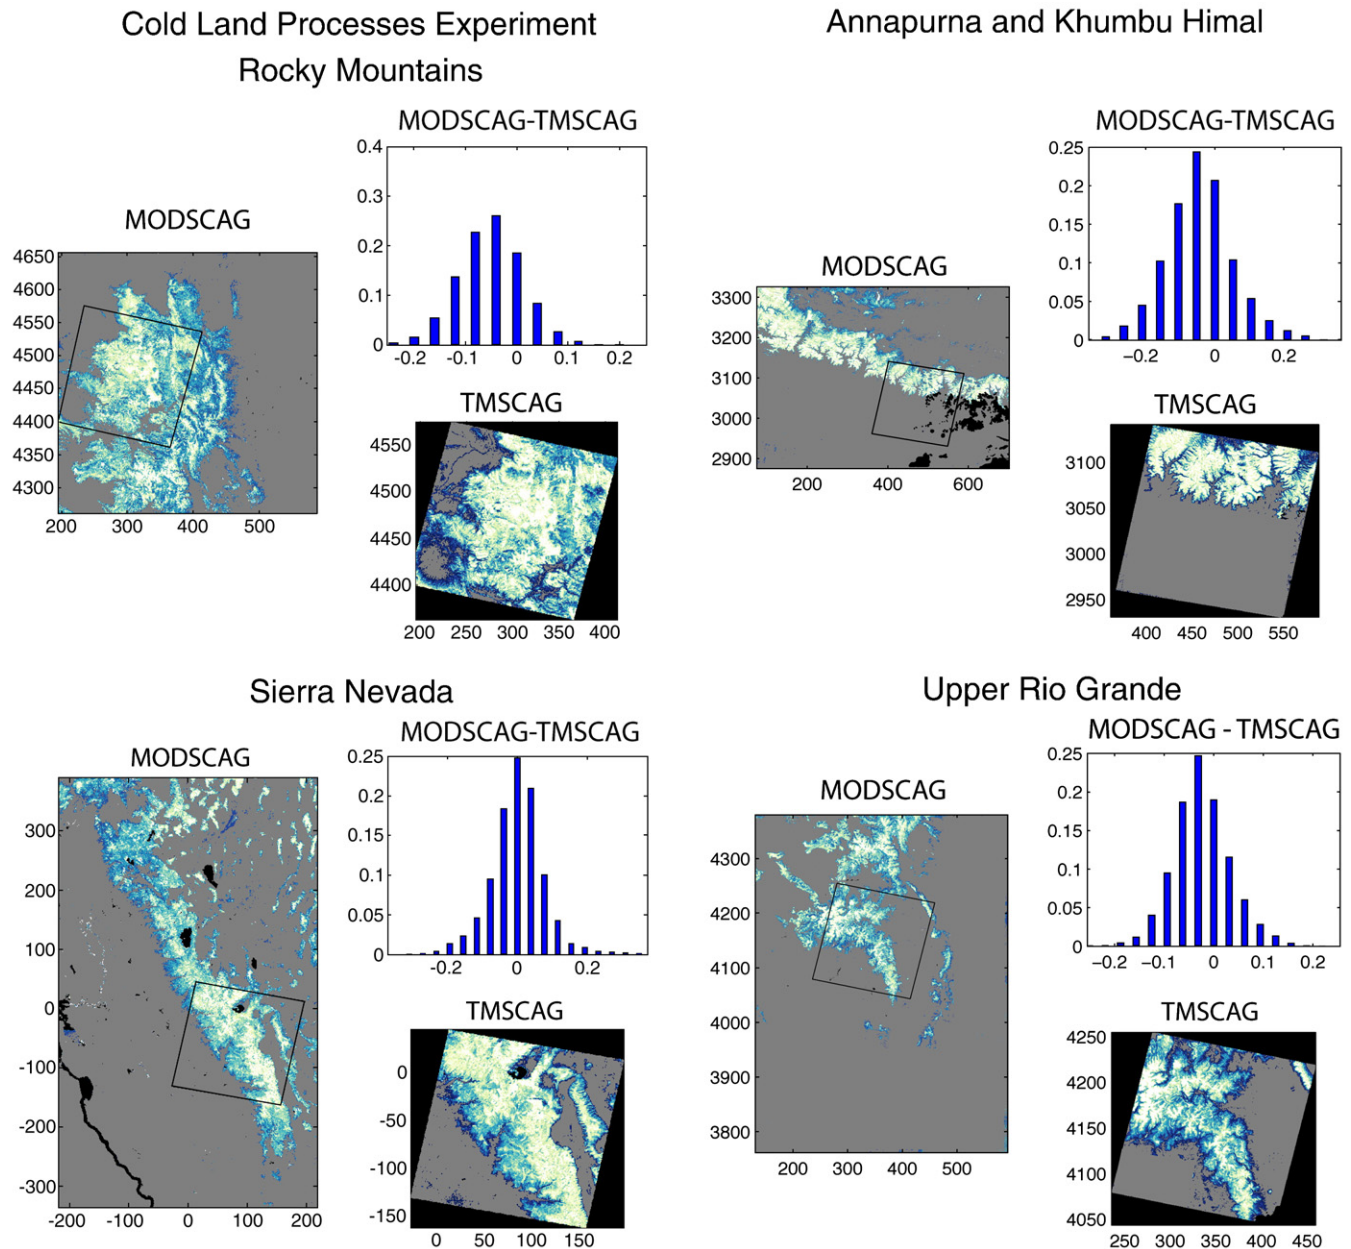 Cold Land Processes Experiment
Rocky Mountains
MODSCAG-TMSCAG
0.4
0.3
0.2
0.1
0
-0.2 -0.1 0 0.1 0.2
MODSCAG
4650
4600
4550
4500
4450
4400
4350
4300
200 300 400 500
TMSCAG
4550
4500
4450
4400
200 250 300 350 400
Annapurna and Khumbu Himal
MODSCAG-TMSCAG
0.25
0.2
0.15
0.1
0.05
0
-0.2 0 0.2
MODSCAG
3300
3200
3100
3000
2900
200 400 600
TMSCAG
3100
3050
3000
2950
400 450 500 550
Sierra Nevada
MODSCAG-TMSCAG
0.25
0.2
0.15
0.1
0.05
0
-0.2 0 0.2
MODSCAG
300
200
100
0
-100
-200
-300
-200 -100 0 100 200
TMSCAG
0
-50
-100
-150
0 50 100 150
Upper Rio Grande
MODSCAG - TMSCAG
0.25
0.2
0.15
0.1
0.05
0
-0.2 -0.1 0 0.1 0.2
MODSCAG
4300
4200
4100
4000
3900
3800
200 300 400 500
TMSCAG
4250
4200
4150
4100
4050
250 300 350 400 450